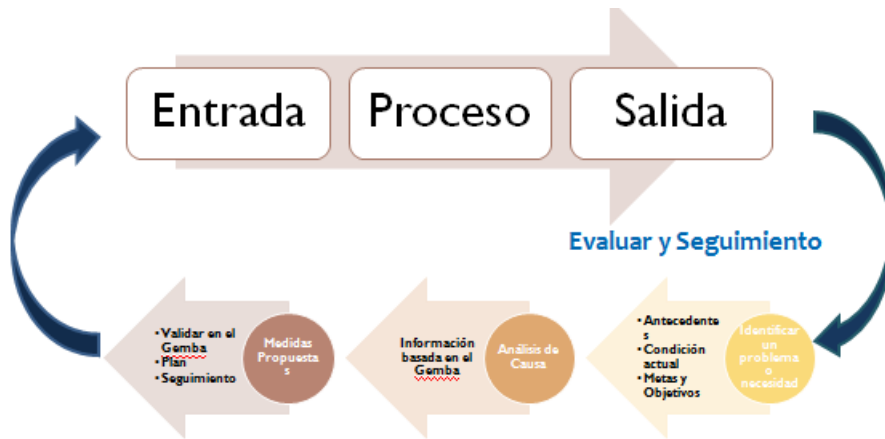 Entrada
Proceso
Salida
Evaluar y Seguimiento
• Validar en el
Gemba
• Plan
• Seguimiento
Medidas
Propuesta
s
Información
basada en el
Gemba
Análisis de
Causa
• Antecedente
s
• Condición
actual
• Metas y
Objetivos
Identificar
un
problema
o
necesidad